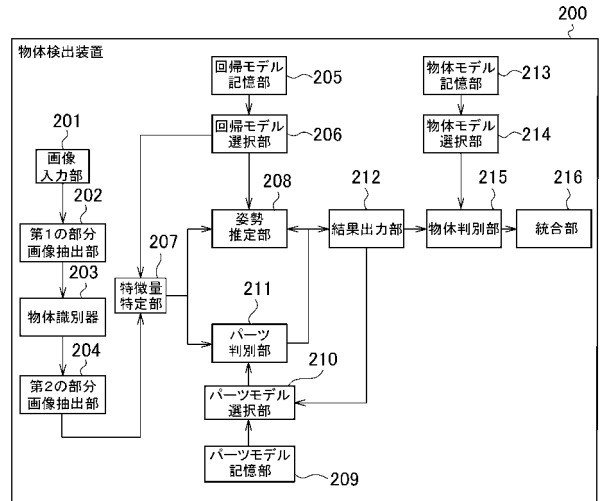 200
物体検出装置
201
画像
入力部
202
第1の部分
画像抽出部
203
物体識別器
204
第2の部分
画像抽出部
回帰モデル
記憶部
205
回帰モデル
選択部
206
207
特徴量
特定部
208
姿勢
推定部
211
パーツ
判別部
210
パーツモデル
選択部
パーツモデル
記憶部
209
212
結果出力部
物体モデル
記憶部
213
物体モデル
選択部
214
215
物体判別部
216
統合部